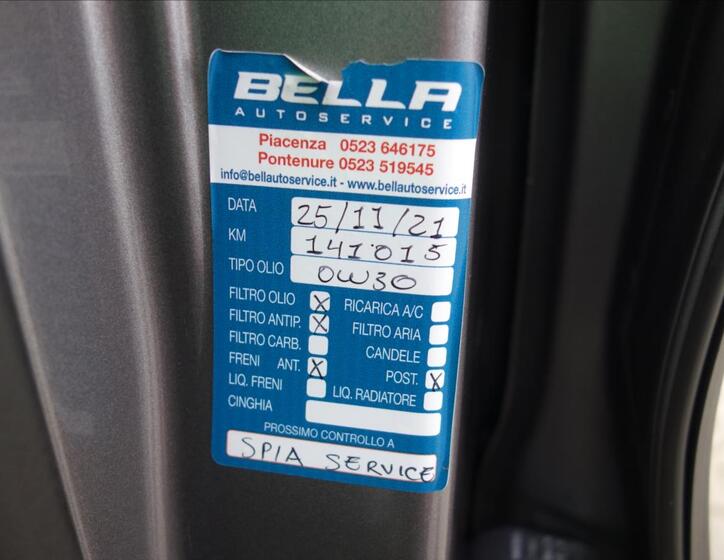 BELLA
AUTOSERVICE
Piacenza 0523 646175
Pontenure 0523 519545
info@bellautoservice.it - www.bellautoservice.it
DATA 25/11/21
KM 141'015
TIPO OLIO 0W30
FILTRO OLIO X RICARICA A/C
FILTRO ANTIP. X FILTRO ARIA
FILTRO CARB. CANDELE
FRENI ANT. X POST. X
LIQ. FRENI LIQ. RADIATORE
CINGHIA
PROSSIMO CONTROLLO A
SPIA SERVICE